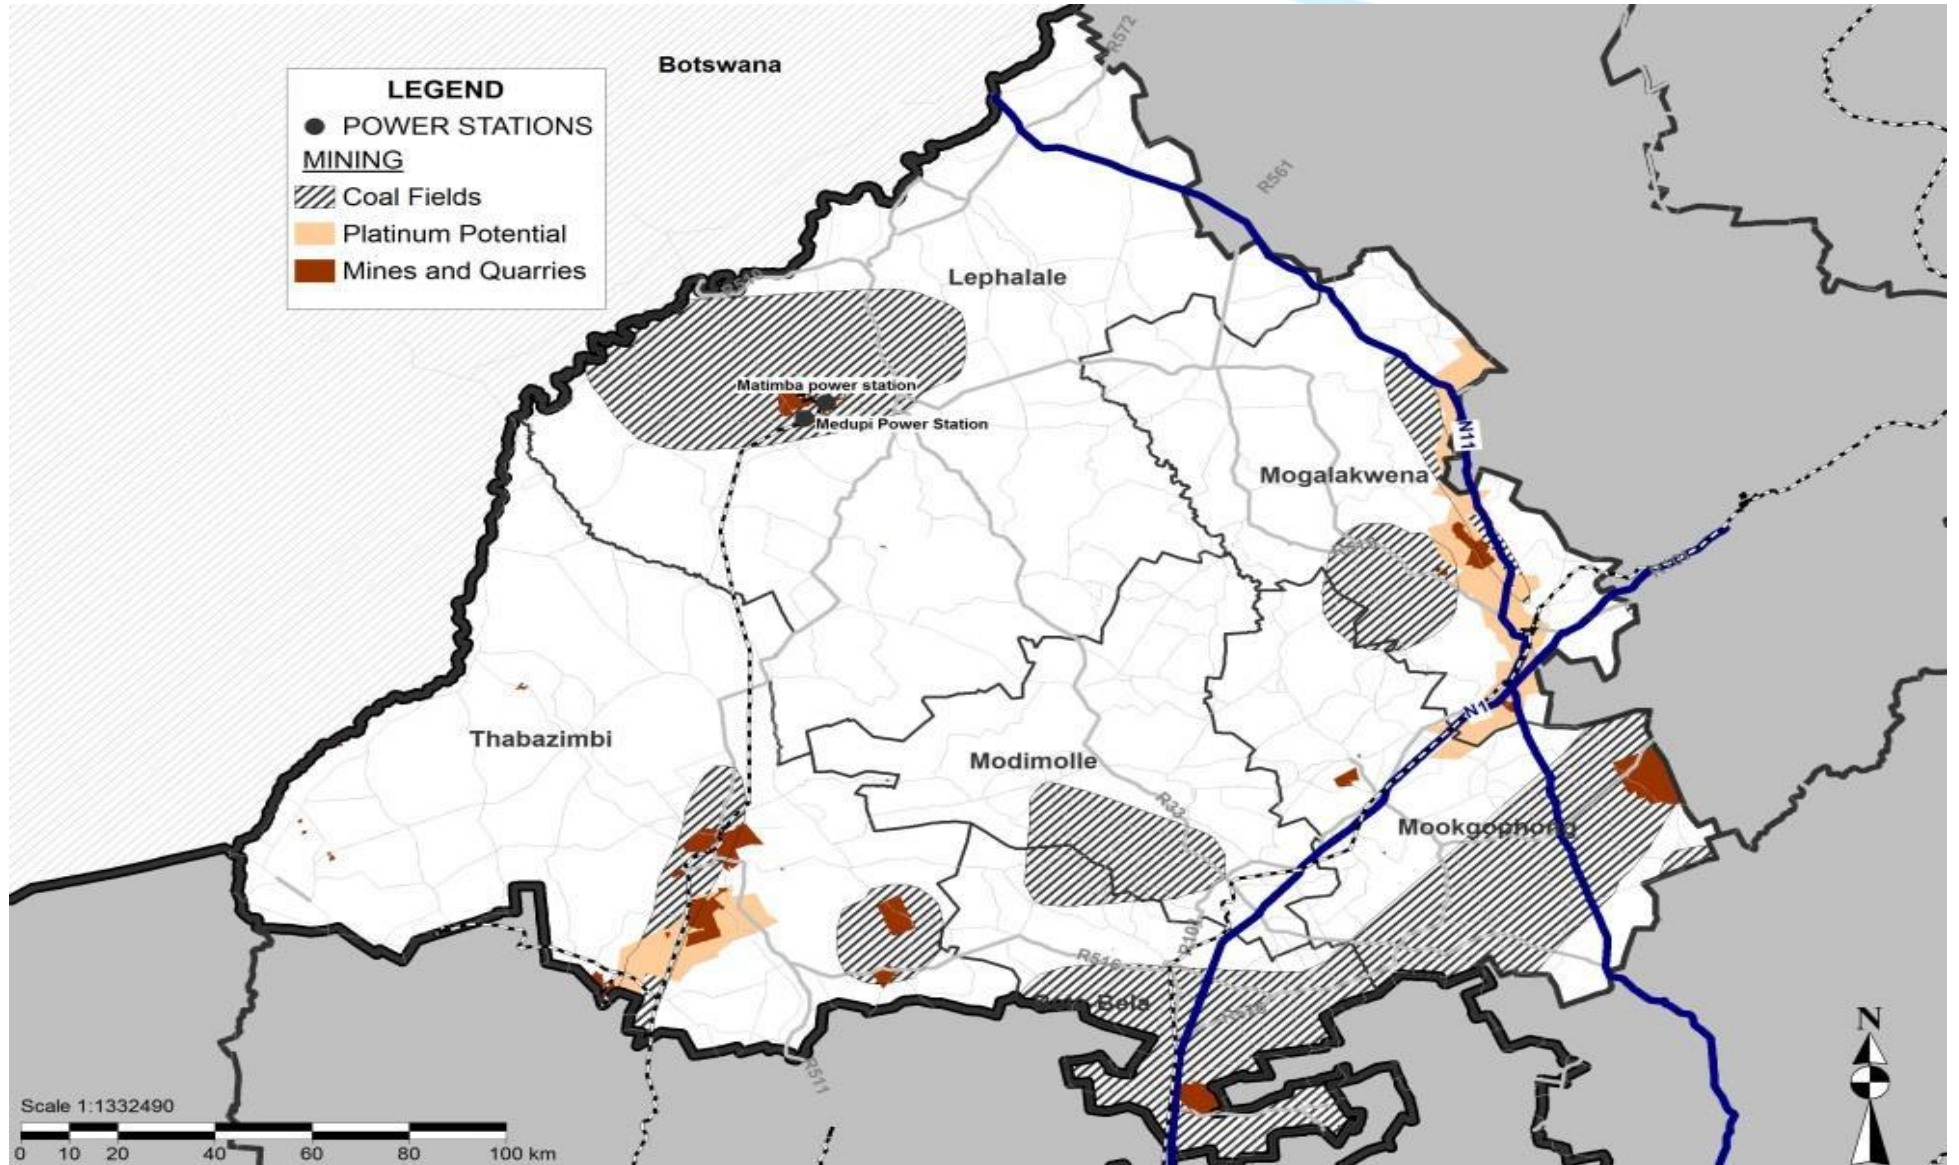 Botswana
LEGEND
POWER STATIONS
MINING
Coal Fields
Platinum Potential
Mines and Quarries
R572
R561
Lephalale
Matimba power station
Medupi Power Station
N11
Mogalakwena
Thabazimbi
Modimolle
N1
R33
Mookgophong
R516
Bela
R511
N
Scale 1:1332490
0 10 20 40 60 80 100 km